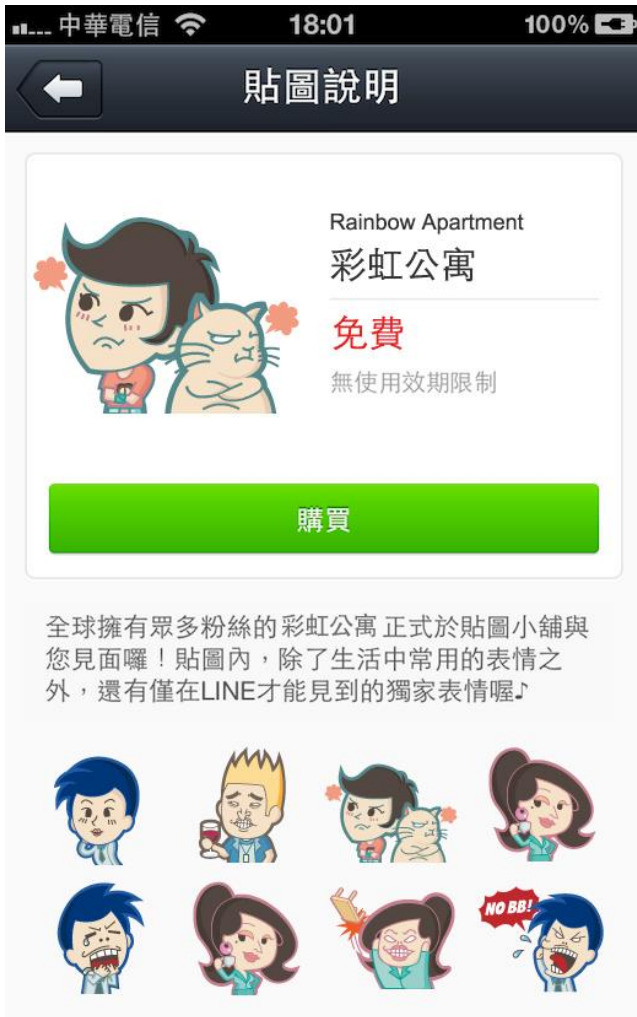 中華電信 18:01 100%
貼圖說明
Rainbow Apartment
彩虹公寓
免費
無使用效期限制
購買
全球擁有眾多粉絲的彩虹公寓正式於貼圖小舖與
您見面囉！貼圖內，除了生活中常用的表情之
外，還有僅在LINE才能見到的獨家表情喔♪
NO BB!